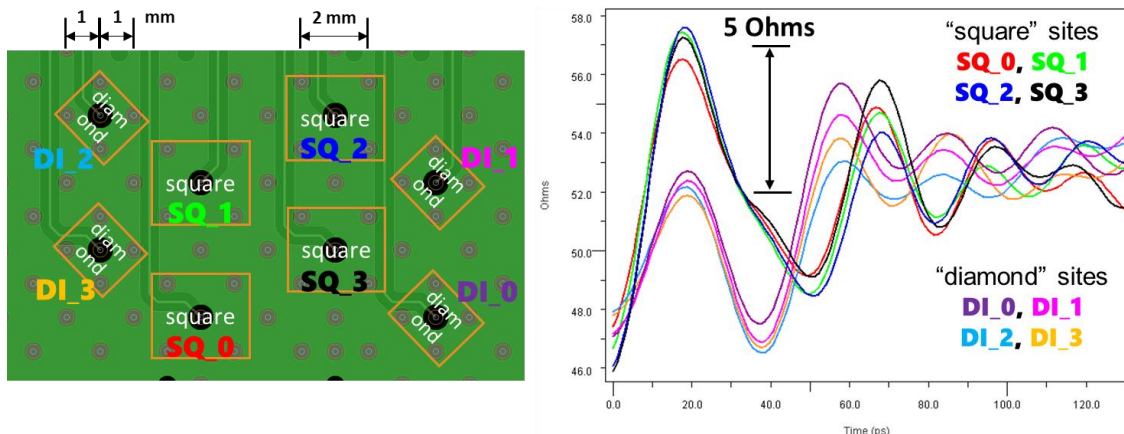 1 1 mm
2 mm
diam
ond
DI_2
square
SQ_2
diam
ond
DI_1
square
SQ_1
diam
ond
DI_3
square
SQ_3
diam
ond
DI_0
square
SQ_0
58.0
56.0
54.0
52.0
50.0
48.0
46.0
Ohms
5 Ohms
“square” sites
SQ_0, SQ_1
SQ_2, SQ_3
“diamond” sites
DI_0, DI_1
DI_2, DI_3
0.0 20.0 40.0 60.0 80.0 100.0 120.0
Time (ps)